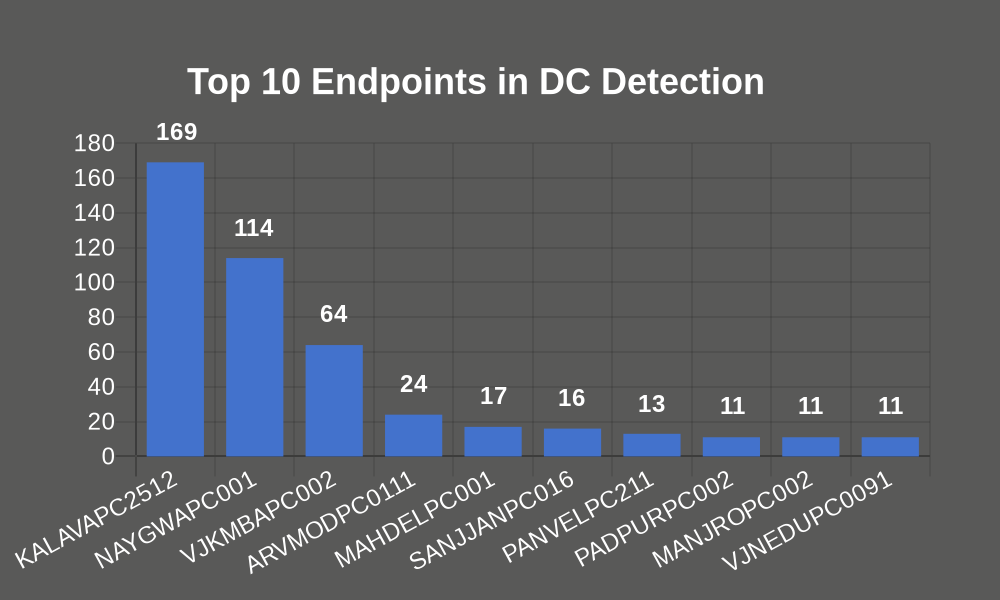 Top 10 Endpoints in DC Detection
180
160
140
120
100
80
60
40
20
0
169
114
64
24
17
16
13
11
11
11
KALAVAPC2512
NAYGWAPC001
VJKMBAPC002
ARVMODPC0111
MAHDELPC001
SANJJANPC016
PANVELPC211
PADPURPC002
MANJROPC002
VJNEDUPC0091